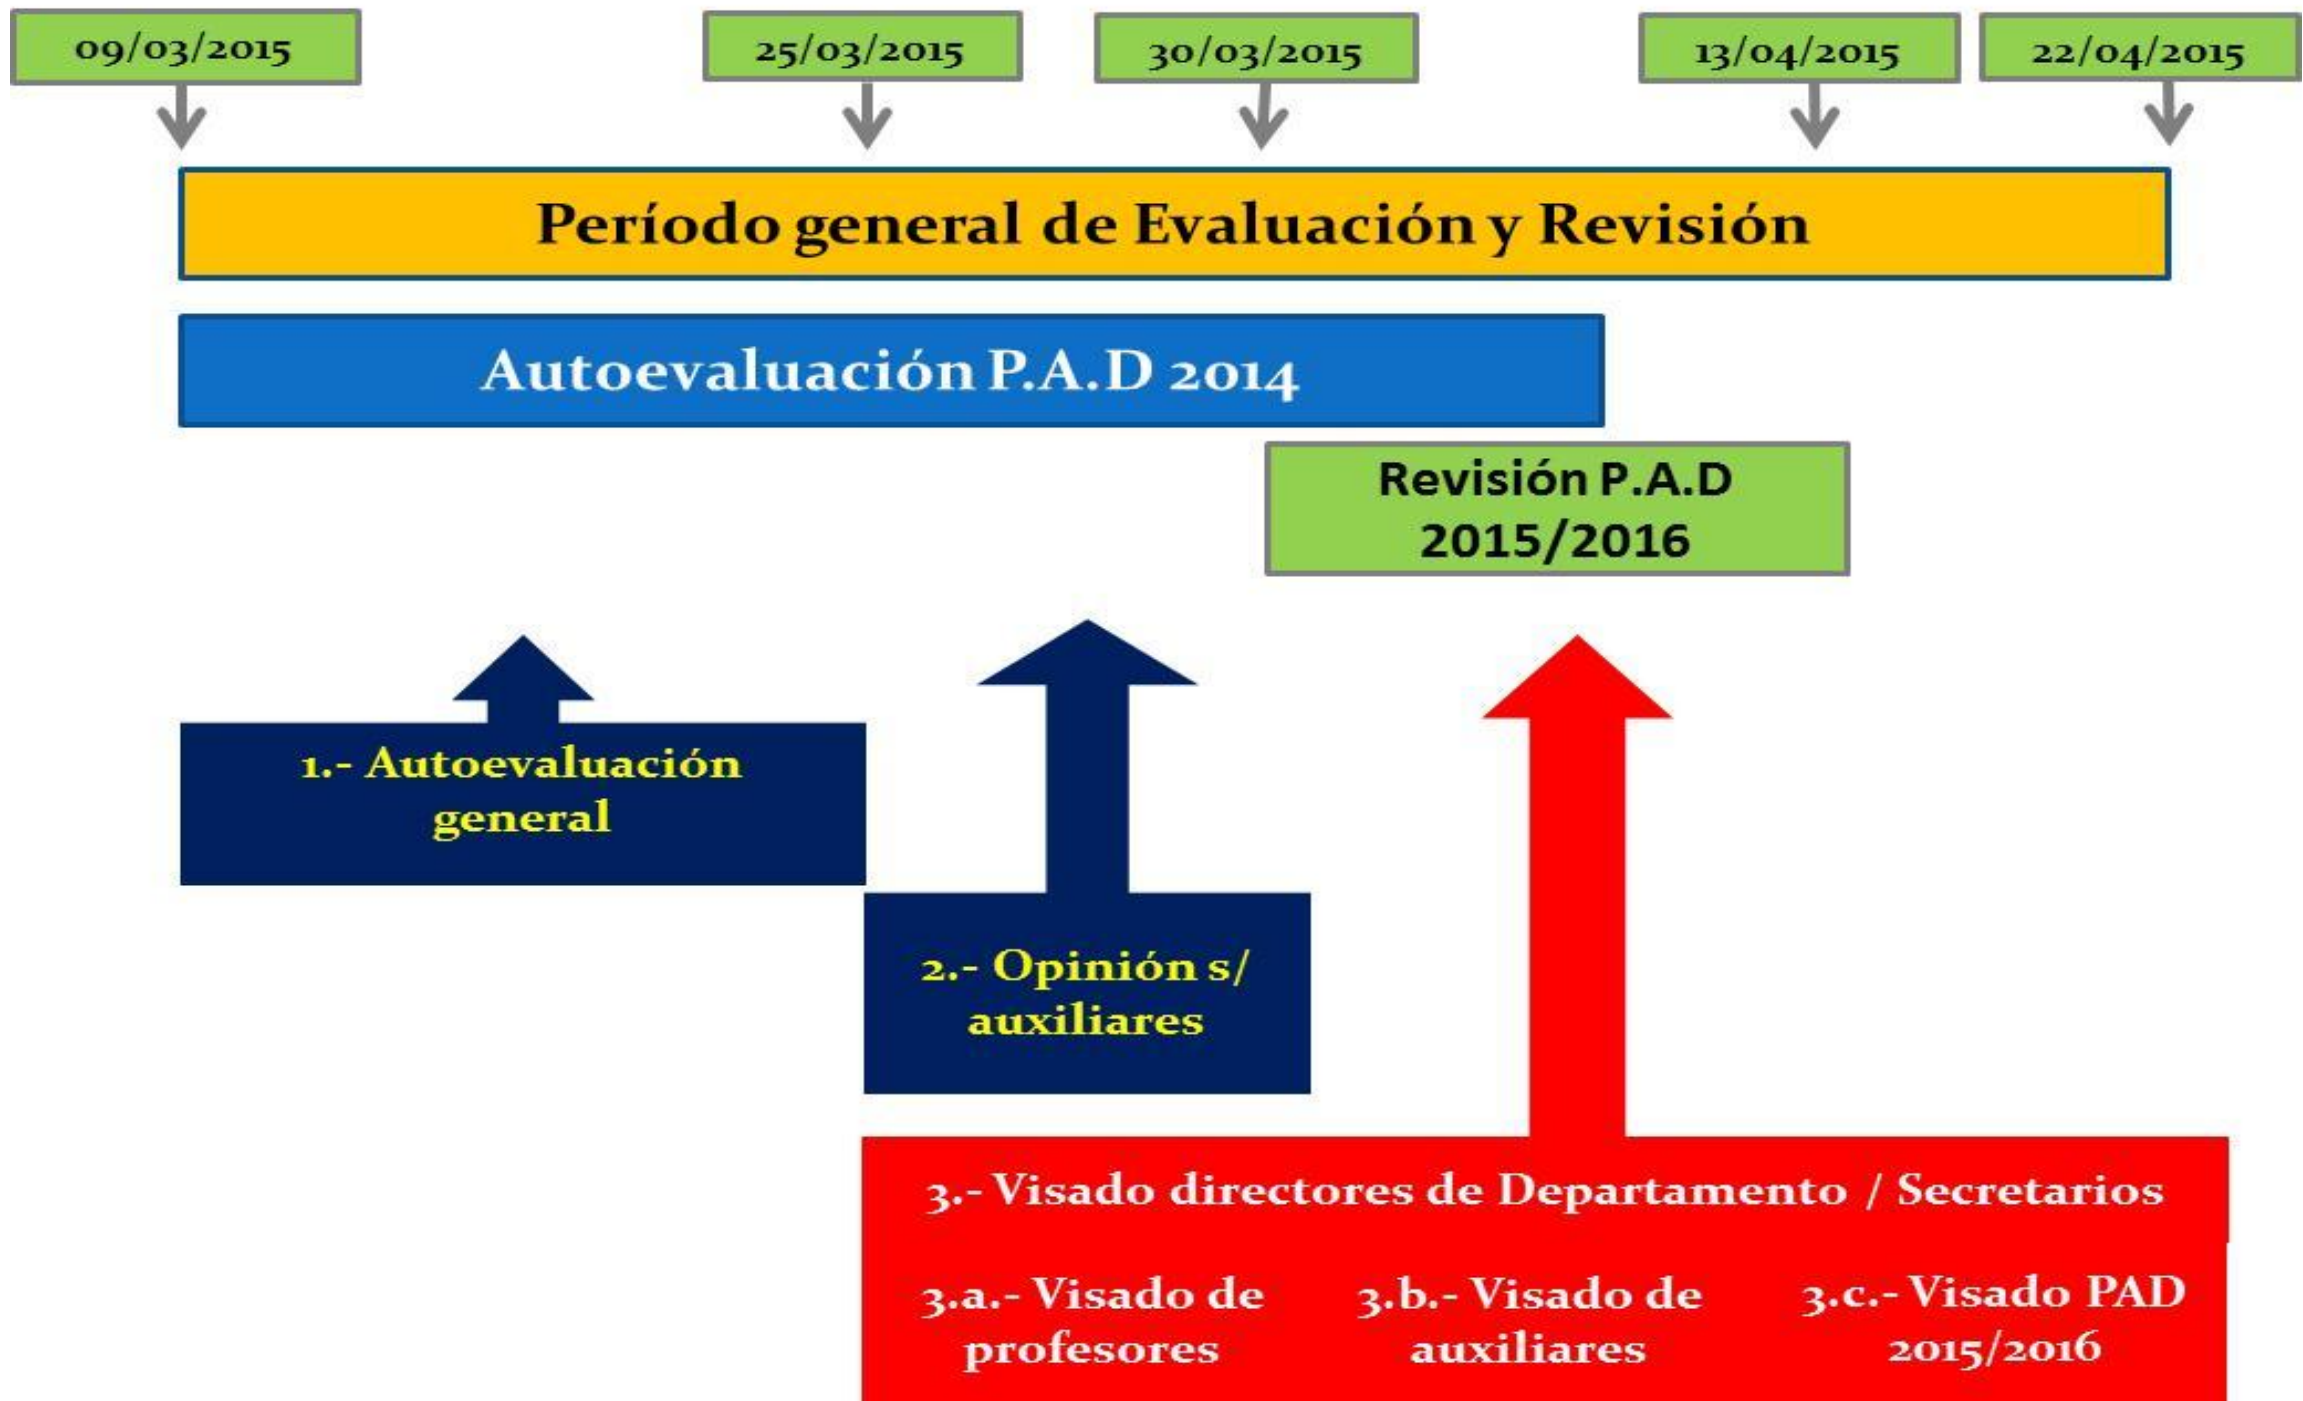 09/03/2015
25/03/2015
30/03/2015
13/04/2015
22/04/2015
Período general de Evaluación y Revisión
Autoevaluación P.A.D 2014
Revisión P.A.D
2015/2016
1.- Autoevaluación
general
2.- Opinión s/
auxiliares
3.- Visado directores de Departamento / Secretarios
3.a.- Visado de
profesores
3.b.- Visado de
auxiliares
3.c.- Visado PAD
2015/2016